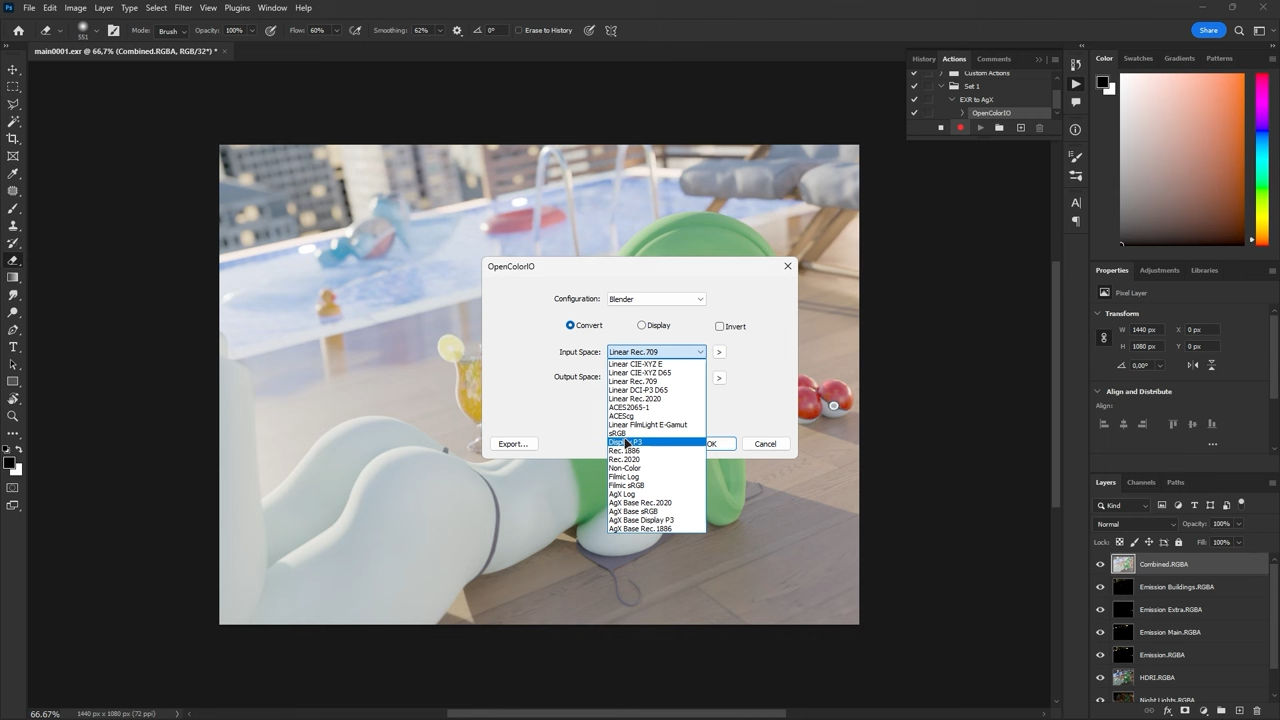 Ps File Edit Image Layer Type Select Filter View Plugins Window Help
551 Mode: Brush Opacity: 100% Flow: 60% Smoothing: 62% 0° Erase to History Share
main0001.exr @ 66,7% (Combined.RGBA, RGB/32*) *
History Actions Comments
Custom Actions
Set 1
EXR to AgX
OpenColorIO
Color Swatches Gradients Patterns
OpenColorIO
Configuration: Blender
Convert Display Invert
Input Space: Linear Rec.709 >
Output Space: >
Linear CIE-XYZ E
Linear CIE-XYZ D65
Linear Rec.709
Linear DCI-P3 D65
Linear Rec.2020
ACES2065-1
ACEScg
Linear FilmLight E-Gamut
sRGB
Display P3
Rec.1886
Rec.2020
Non-Color
Filmic Log
Filmic sRGB
AgX Log
AgX Base Rec.2020
AgX Base sRGB
AgX Base Display P3
AgX Base Rec.1886
Export... OK Cancel
Properties Adjustments Libraries
Pixel Layer
Transform
W 1440 px X 0 px
H 1080 px Y 0 px
0,00°
Align and Distribute
Align:
...
Layers Channels Paths
Kind
Normal Opacity: 100%
Lock: Fill: 100%
Combined.RGBA
Emission Buildings.RGBA
Emission Extra.RGBA
Emission Main.RGBA
Emission.RGBA
HDRI.RGBA
Night Lights.RGBA
66.67% 1440 px x 1080 px (72 ppi)